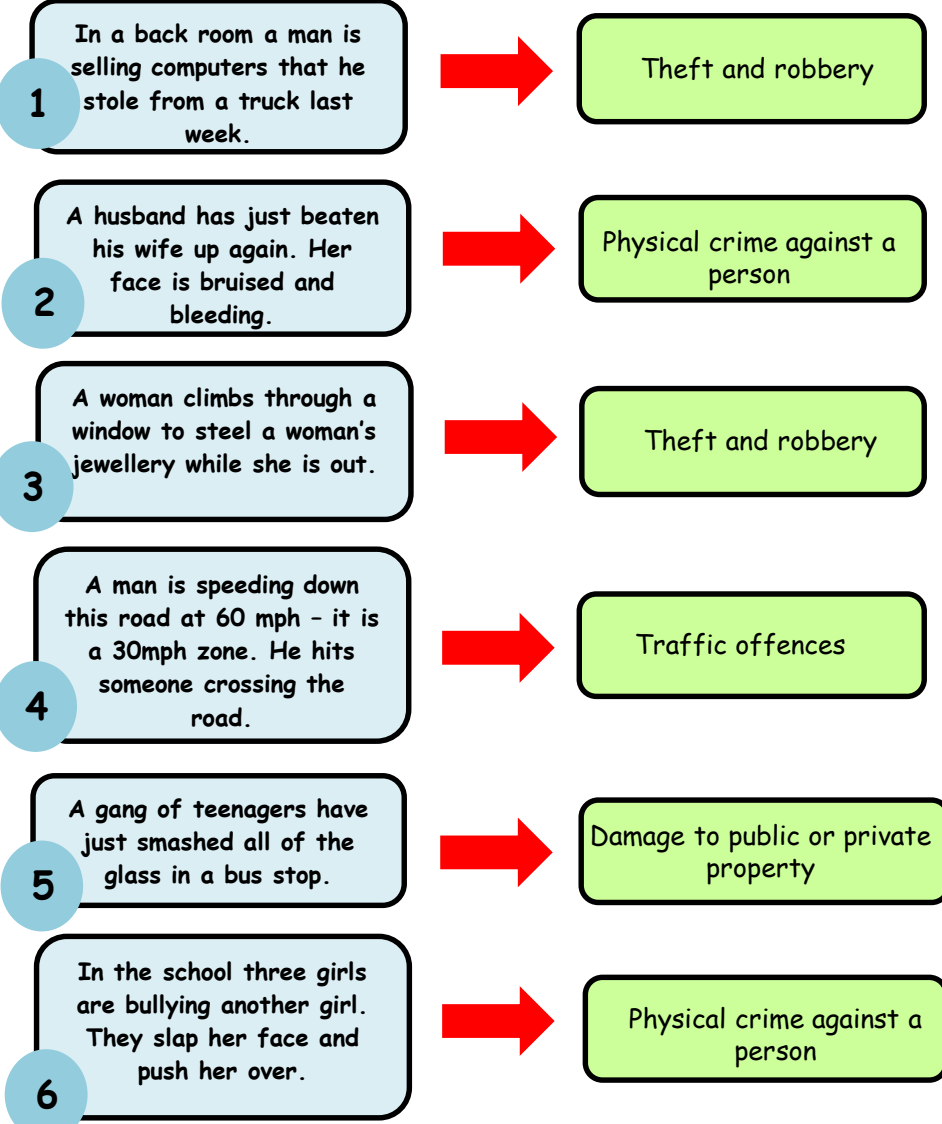 In a back room a man is
selling computers that he
stole from a truck last
week.
1
Theft and robbery
A husband has just beaten
his wife up again. Her
face is bruised and
bleeding.
2
Physical crime against a
person
A woman climbs through a
window to steel a woman’s
jewellery while she is out.
3
Theft and robbery
A man is speeding down
this road at 60 mph – it is
a 30mph zone. He hits
someone crossing the
road.
4
Traffic offences
A gang of teenagers have
just smashed all of the
glass in a bus stop.
5
Damage to public or private
property
In the school three girls
are bullying another girl.
They slap her face and
push her over.
6
Physical crime against a
person